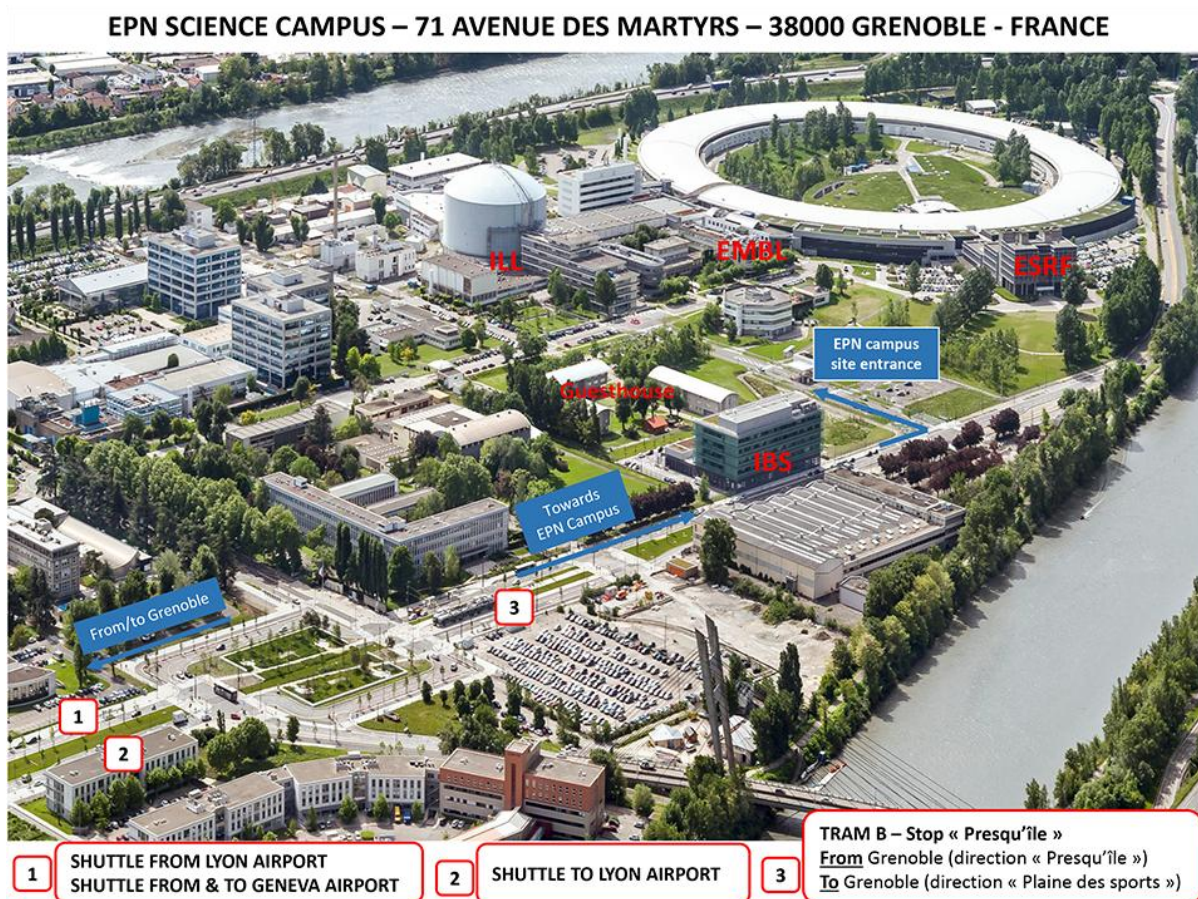 EPN SCIENCE CAMPUS – 71 AVENUE DES MARTYRS – 38000 GRENOBLE - FRANCE
ILL
EMBL
ESRF
EPN campus
site entrance
Guesthouse
IBS
Towards
EPN Campus
From/to Grenoble
3
1
2
1
SHUTTLE FROM LYON AIRPORT
SHUTTLE FROM & TO GENEVA AIRPORT
2
SHUTTLE TO LYON AIRPORT
3
TRAM B – Stop « Presqu’île »
From Grenoble (direction « Presqu’île »)
To Grenoble (direction « Plaine des sports »)